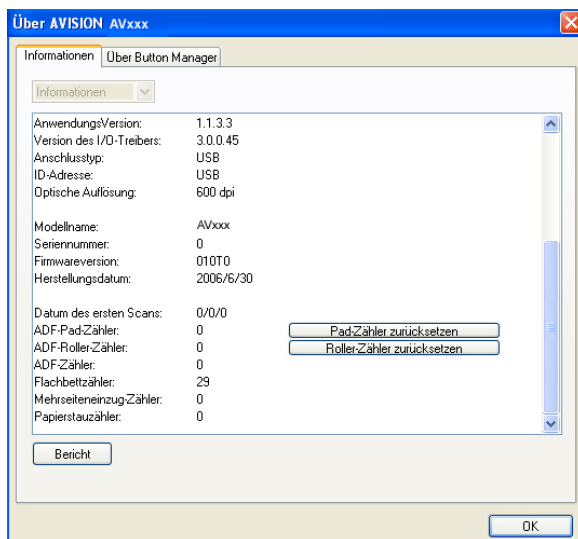 Über AVISION AVxxx
Informationen Über Button Manager
Informationen
AnwendungsVersion: 1.1.3.3
Version des I/O-Treibers: 3.0.0.45
Anschlusstyp: USB
ID-Adresse: USB
Optische Auflösung: 600 dpi
Modellname: AVxxx
Seriennummer: 0
Firmwareversion: 010T0
Herstellungsdatum: 2006/6/30
Datum des ersten Scans: 0/0/0
ADF-Pad-Zähler: 0 Pad-Zähler zurücksetzen
ADF-Roller-Zähler: 0 Roller-Zähler zurücksetzen
ADF-Zähler: 0
Flachbettzähler: 29
Mehrseiteneinzug-Zähler: 0
Papierstauzähler: 0
Bericht
OK